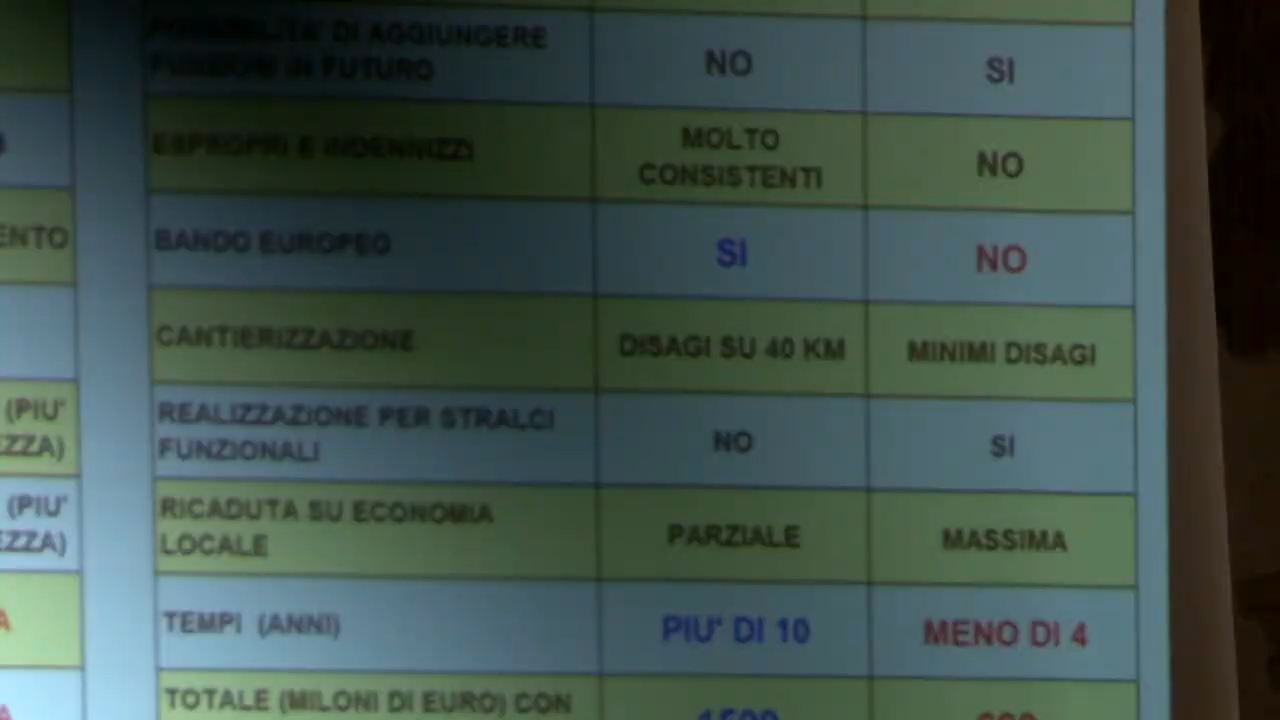 POSSIBILITA' DI AGGIUNGERE
FUNZIONI IN FUTURO
NO
SI
ESPROPRI E INDENNIZZI
MOLTO
CONSISTENTI
NO
ENTO
BANDO EUROPEO
SI
NO
CANTIERIZZAZIONE
DISAGI SU 40 KM
MINIMI DISAGI
(PIU'
EZZA)
REALIZZAZIONE PER STRALCI
FUNZIONALI
NO
SI
(PIU'
EZZA)
RICADUTA SU ECONOMIA
LOCALE
PARZIALE
MASSIMA
A
TEMPI (ANNI)
PIU' DI 10
MENO DI 4
A
TOTALE (MILONI DI EURO) CON